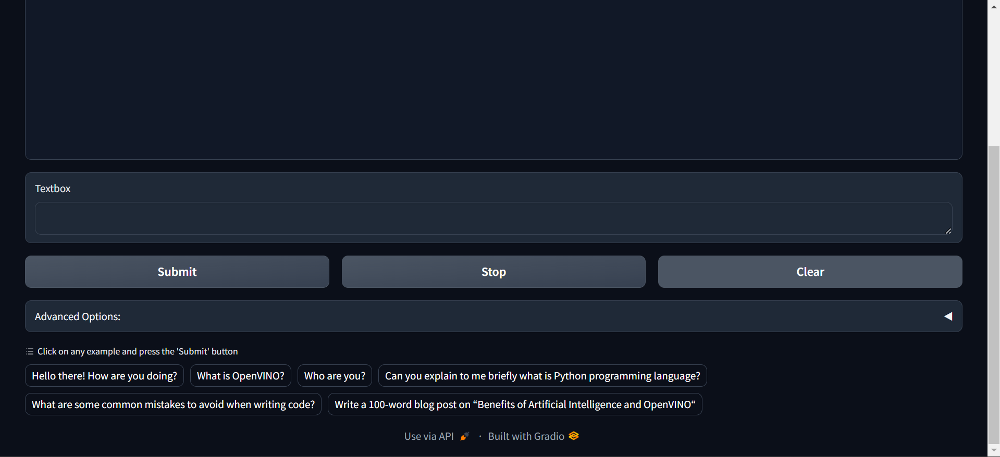 Textbox
Submit Stop Clear
Advanced Options:
Click on any example and press the 'Submit' button
Hello there! How are you doing? What is OpenVINO? Who are you? Can you explain to me briefly what is Python programming language?
What are some common mistakes to avoid when writing code? Write a 100-word blog post on “Benefits of Artificial Intelligence and OpenVINO“
Use via API · Built with Gradio